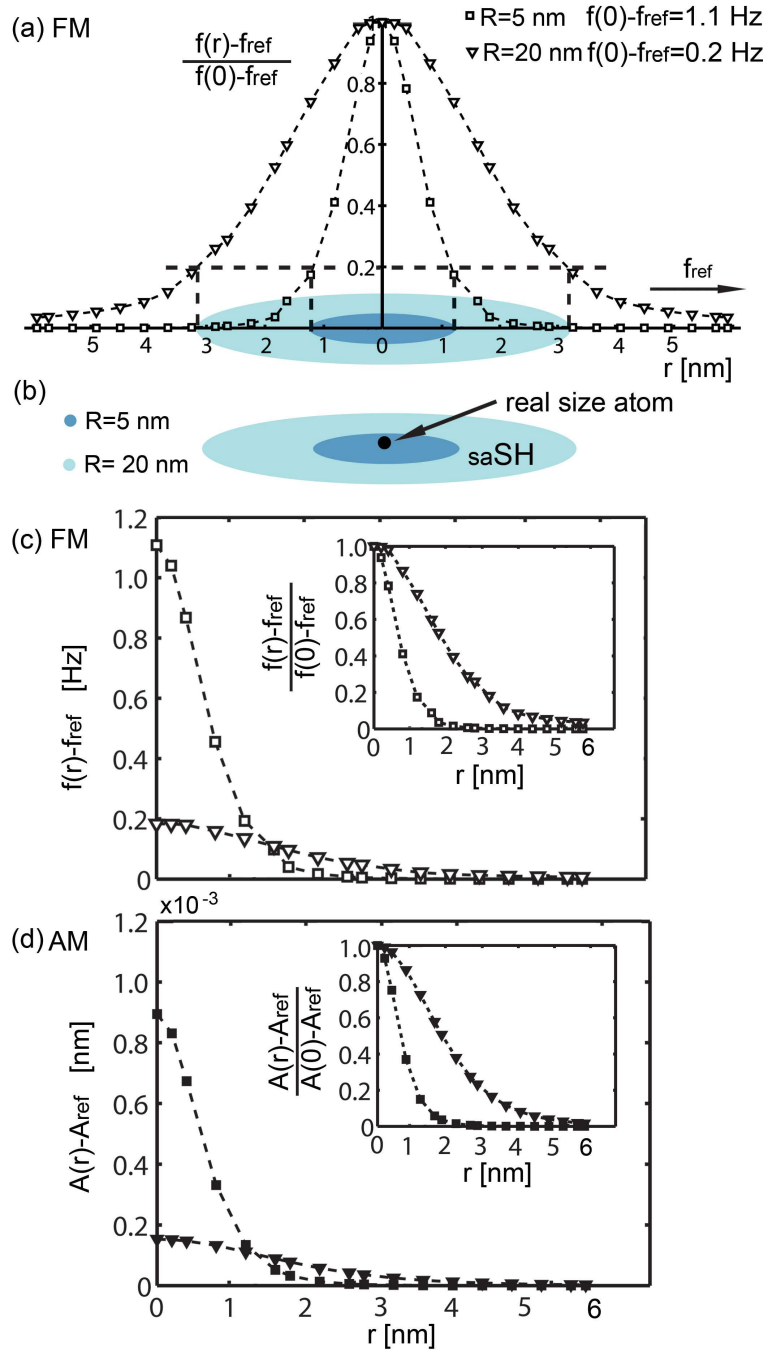 (a) FM
f(r)-fref
f(0)-fref
R=5 nm f(0)-fref=1.1 Hz
R=20 nm f(0)-fref=0.2 Hz
0.8
0.6
0.4
0.2
fref
5 4 3 2 1 0 1 2 3 4 5
r [nm]
(b)
real size atom
R=5 nm
R= 20 nm
saSH
(c) FM
1.2
1.0
0.8
0.6
0.4
0.2
0
f(r)-fref [Hz]
1.0
0.8
0.6
0.4
0.2
0
f(r)-fref
f(0)-fref
0 1 2 3 4 5 6
r [nm]
x10-3
(d) AM
1.2
1.0
0.8
0.6
0.4
0.2
0
A(r)-Aref [nm]
1.0
0.8
0.6
0.4
0.2
0
A(r)-Aref
A(0)-Aref
0 1 2 3 4 5 6
r [nm]
0 1 2 3 4 5 6
r [nm]